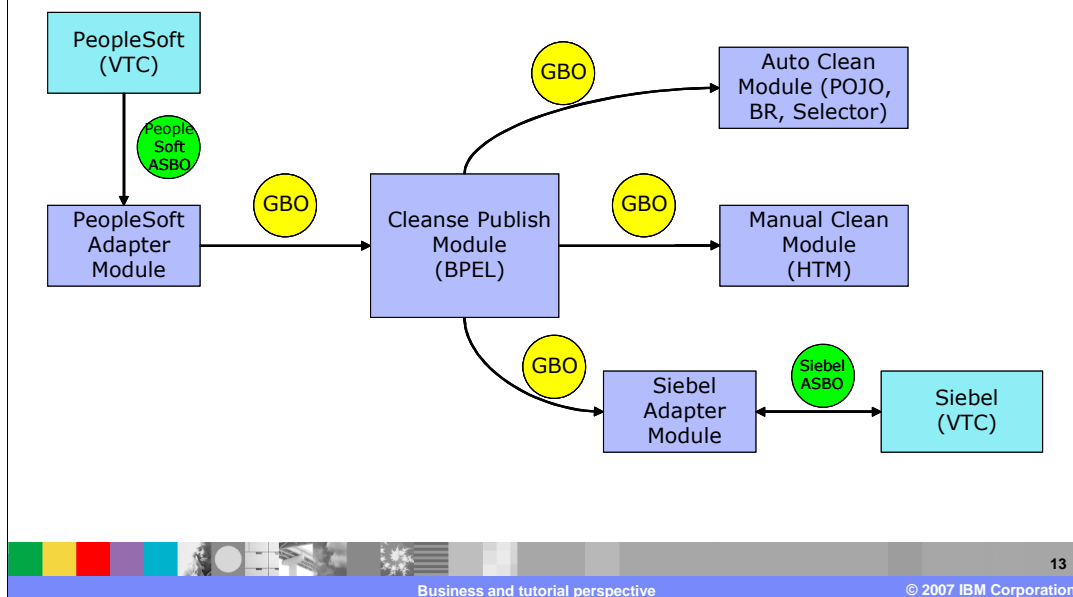 PeopleSoft
(VTC)
People
Soft
ASBO
PeopleSoft
Adapter
Module
GBO
Cleanse Publish
Module
(BPEL)
GBO
Auto Clean
Module (POJO,
BR, Selector)
GBO
Manual Clean
Module
(HTM)
GBO
Siebel
Adapter
Module
Siebel
ASBO
Siebel
(VTC)
13
Business and tutorial perspective
© 2007 IBM Corporation